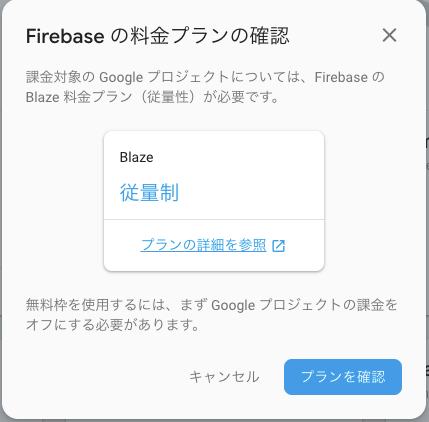 Firebase の料金プランの確認
課金対象の Google プロジェクトについては、Firebase の
Blaze 料金プラン（従量性）が必要です。
Blaze
従量制
プランの詳細を参照
無料枠を使用するには、まず Google プロジェクトの課金を
オフにする必要があります。
キャンセル
プランを確認